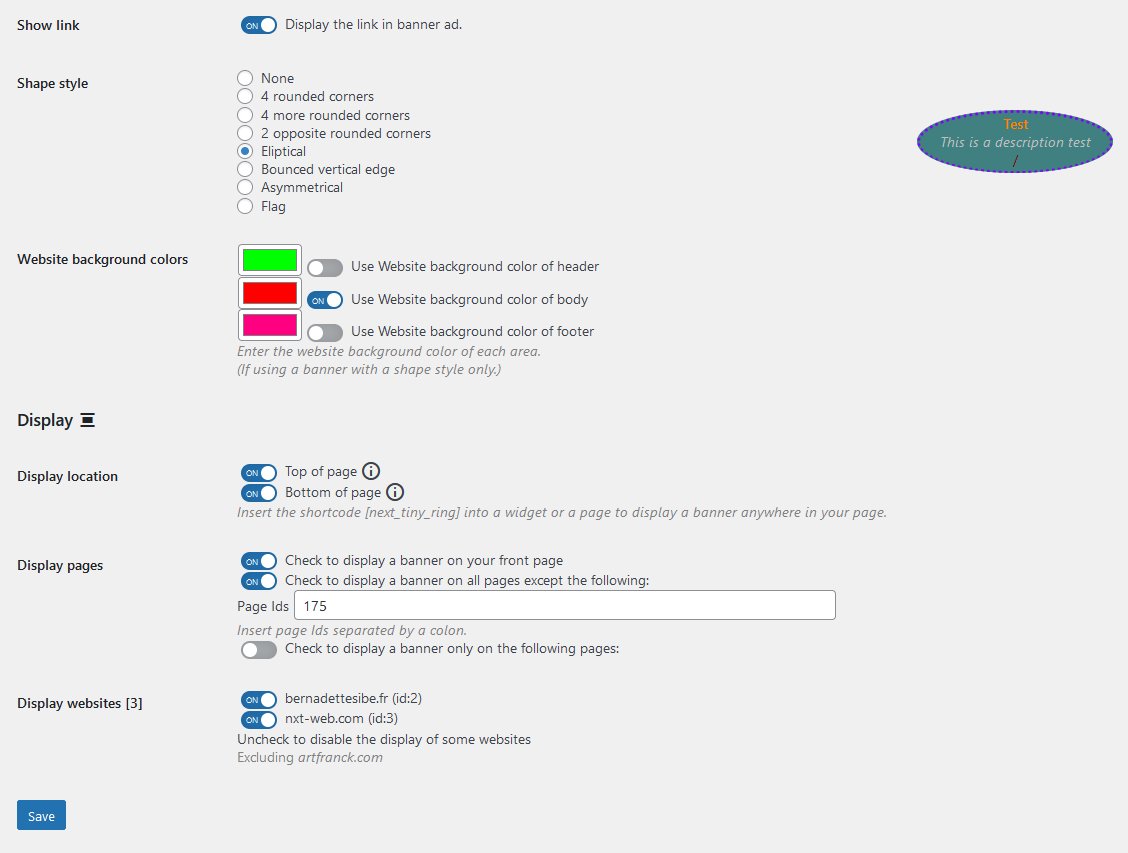 Show link
ON Display the link in banner ad.
Shape style
None
4 rounded corners
4 more rounded corners
2 opposite rounded corners
Eliptical
Bounced vertical edge
Asymmetrical
Flag
Test
This is a description test
/
Website background colors
Use Website background color of header
ON Use Website background color of body
Use Website background color of footer
Enter the website background color of each area.
(If using a banner with a shape style only.)
Display
Display location
ON Top of page
ON Bottom of page
Insert the shortcode [next_tiny_ring] into a widget or a page to display a banner anywhere in your page.
Display pages
ON Check to display a banner on your front page
ON Check to display a banner on all pages except the following:
Page Ids 175
Insert page Ids separated by a colon.
Check to display a banner only on the following pages:
Display websites [3]
ON bernadettesibe.fr (id:2)
ON nxt-web.com (id:3)
Uncheck to disable the display of some websites
Excluding artfranck.com
Save